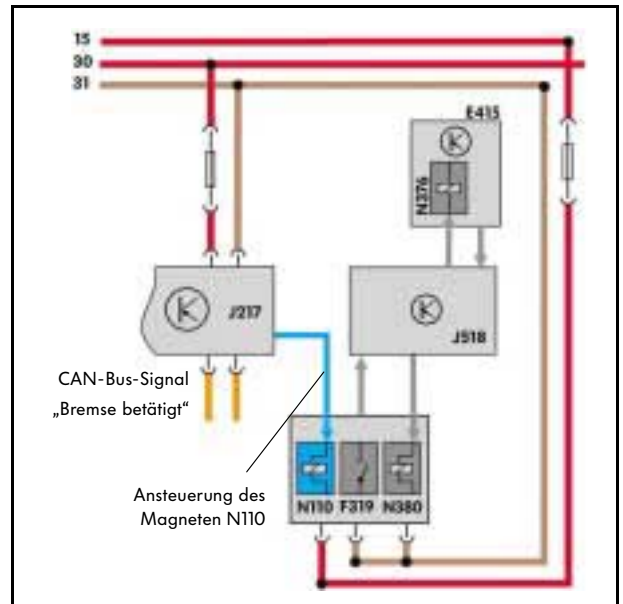 15
30
31
E415
N376
J217
J518
CAN-Bus-Signal
„Bremse betätigt“
Ansteuerung des
Magneten N110
N110 F319 N380